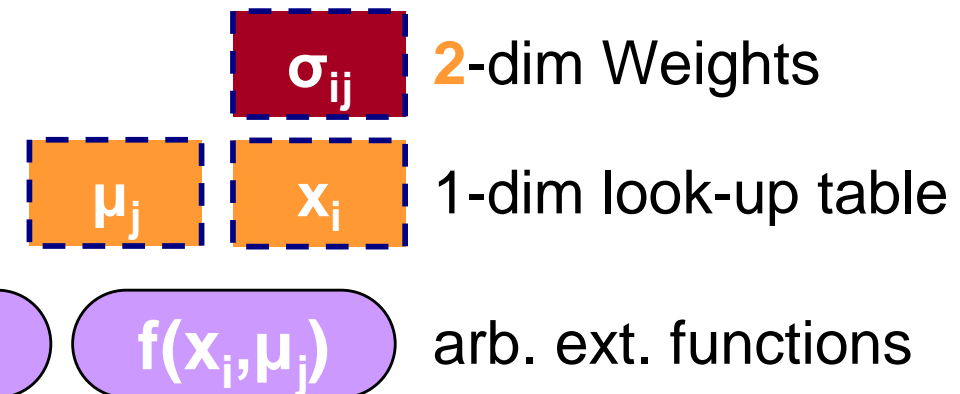 σij 2-dim Weights
μj xi 1-dim look-up table
f(xi,μj) arb. ext. functions